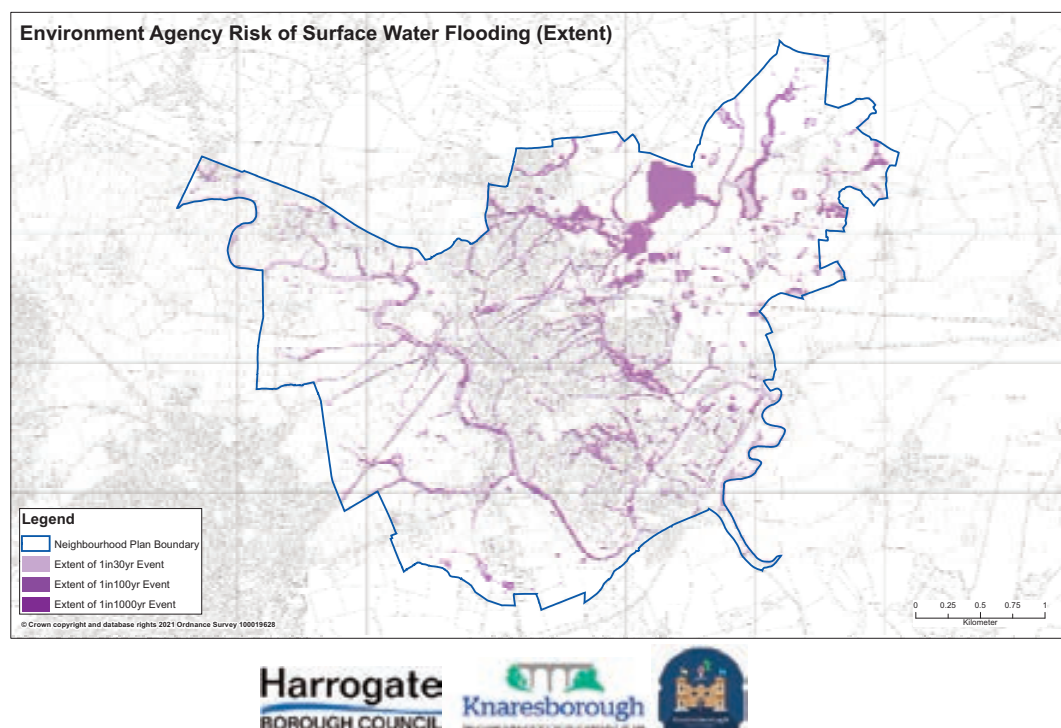 Environment Agency Risk of Surface Water Flooding (Extent)
Legend
Neighbourhood Plan Boundary
Extent of 1in30yr Event
Extent of 1in100yr Event
Extent of 1in1000yr Event
© Crown copyright and database rights 2021 Ordnance Survey 100019628
0 0.25 0.5 0.75 1
Kilometer
Harrogate
BOROUGH COUNCIL
Knaresborough